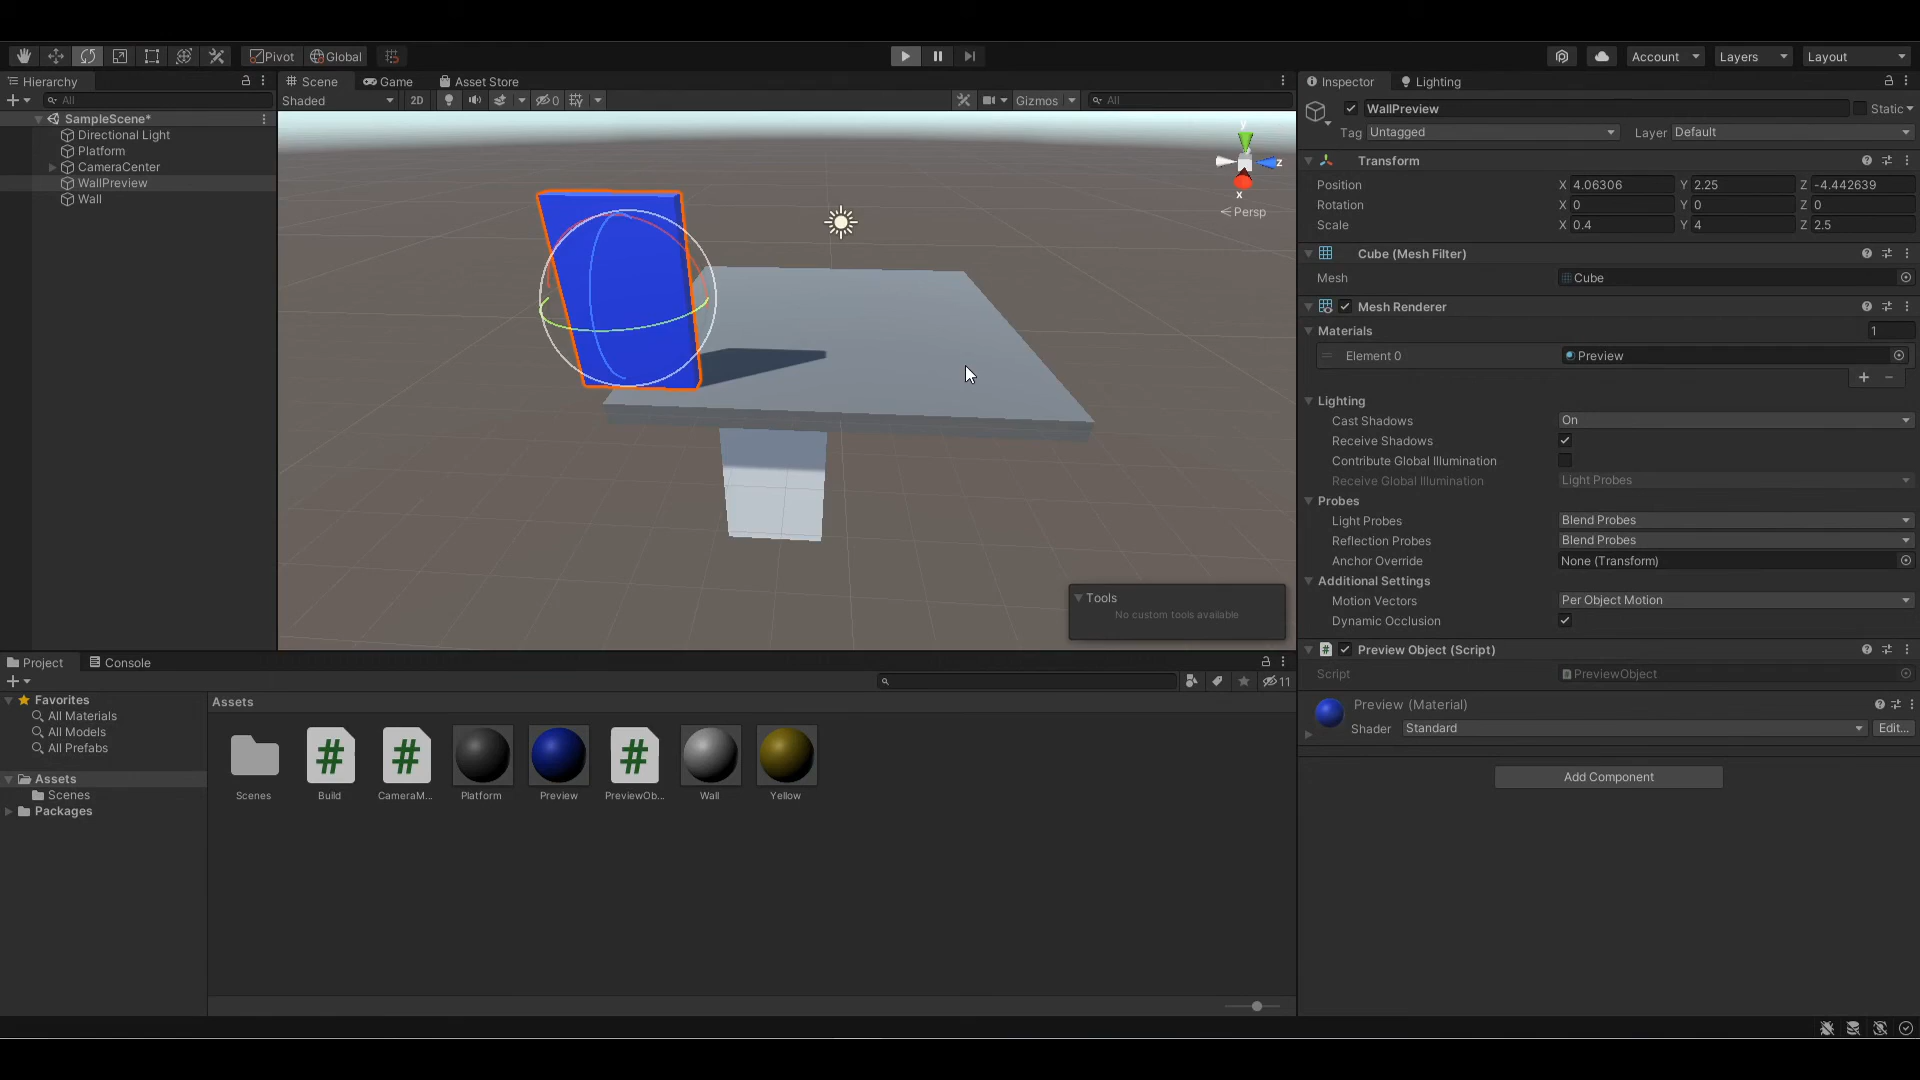 Pivot Global Account Layers Layout
Hierarchy
All
SampleScene*
Directional Light
Platform
CameraCenter
WallPreview
Wall
Scene Game Asset Store
Shaded 2D 0 Gizmos All
y
z
x
Persp
Tools
No custom tools available
Inspector Lighting
WallPreview Static
Tag Untagged Layer Default
Transform
Position X 4.06306 Y 2.25 Z -4.442639
Rotation X 0 Y 0 Z 0
Scale X 0.4 Y 4 Z 2.5
Cube (Mesh Filter)
Mesh Cube
Mesh Renderer
Materials 1
Element 0 Preview
Lighting
Cast Shadows On
Receive Shadows
Contribute Global Illumination
Receive Global Illumination Light Probes
Probes
Light Probes Blend Probes
Reflection Probes Blend Probes
Anchor Override None (Transform)
Additional Settings
Motion Vectors Per Object Motion
Dynamic Occlusion
Preview Object (Script)
Script PreviewObject
Preview (Material)
Shader Standard Edit...
Add Component
Project Console
11
Favorites
All Materials
All Models
All Prefabs
Assets
Scenes
Packages
Assets
Scenes Build CameraM... Platform Preview PreviewOb... Wall Yellow